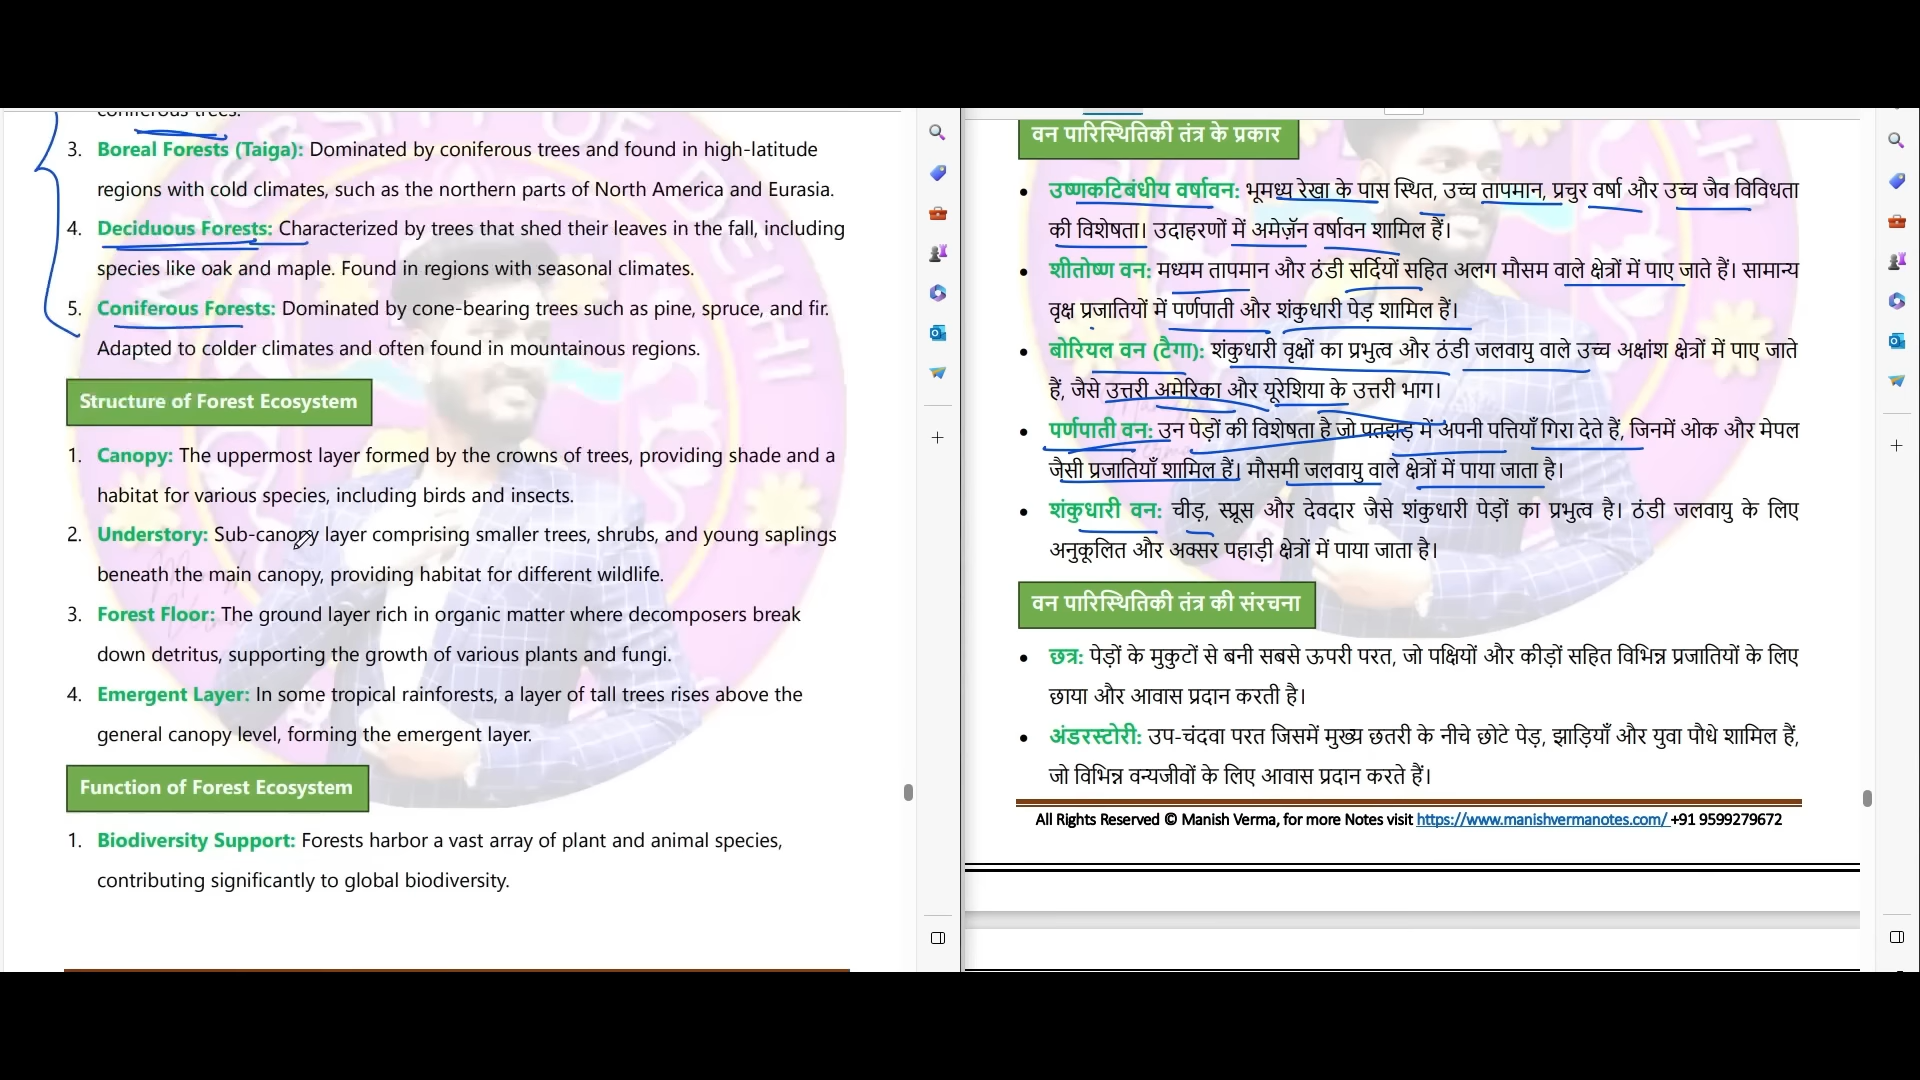 coniferous trees.
3. Boreal Forests (Taiga): Dominated by coniferous trees and found in high-latitude
regions with cold climates, such as the northern parts of North America and Eurasia.
4. Deciduous Forests: Characterized by trees that shed their leaves in the fall, including
species like oak and maple. Found in regions with seasonal climates.
5. Coniferous Forests: Dominated by cone-bearing trees such as pine, spruce, and fir.
Adapted to colder climates and often found in mountainous regions.
Structure of Forest Ecosystem
1. Canopy: The uppermost layer formed by the crowns of trees, providing shade and a
habitat for various species, including birds and insects.
2. Understory: Sub-canopy layer comprising smaller trees, shrubs, and young saplings
beneath the main canopy, providing habitat for different wildlife.
3. Forest Floor: The ground layer rich in organic matter where decomposers break
down detritus, supporting the growth of various plants and fungi.
4. Emergent Layer: In some tropical rainforests, a layer of tall trees rises above the
general canopy level, forming the emergent layer.
Function of Forest Ecosystem
1. Biodiversity Support: Forests harbor a vast array of plant and animal species,
contributing significantly to global biodiversity.
वन पारिस्थितिकी तंत्र के प्रकार
• उष्णकटिबंधीय वर्षावन: भूमध्य रेखा के पास स्थित, उच्च तापमान, प्रचुर वर्षा और उच्च जैव विविधता
की विशेषता। उदाहरणों में अमेज़ॅन वर्षावन शामिल हैं।
• शीतोष्ण वन: मध्यम तापमान और ठंडी सर्दियों सहित अलग मौसम वाले क्षेत्रों में पाए जाते हैं। सामान्य
वृक्ष प्रजातियों में पर्णपाती और शंकुधारी पेड़ शामिल हैं।
• बोरियल वन (टैगा): शंकुधारी वृक्षों का प्रभुत्व और ठंडी जलवायु वाले उच्च अक्षांश क्षेत्रों में पाए जाते
हैं, जैसे उत्तरी अमेरिका और यूरेशिया के उत्तरी भाग।
• पर्णपाती वन: उन पेड़ों की विशेषता है जो पतझड़ में अपनी पत्तियाँ गिरा देते हैं, जिनमें ओक और मेपल
जैसी प्रजातियाँ शामिल हैं। मौसमी जलवायु वाले क्षेत्रों में पाया जाता है।
• शंकुधारी वन: चीड़, स्प्रूस और देवदार जैसे शंकुधारी पेड़ों का प्रभुत्व है। ठंडी जलवायु के लिए
अनुकूलित और अक्सर पहाड़ी क्षेत्रों में पाया जाता है।
वन पारिस्थितिकी तंत्र की संरचना
• छत्र: पेड़ों के मुकुटों से बनी सबसे ऊपरी परत, जो पक्षियों और कीड़ों सहित विभिन्न प्रजातियों के लिए
छाया और आवास प्रदान करती है।
• अंडरस्टोरी: उप-चंदवा परत जिसमें मुख्य छतरी के नीचे छोटे पेड़, झाड़ियाँ और युवा पौधे शामिल हैं,
जो विभिन्न वन्यजीवों के लिए आवास प्रदान करते हैं।
All Rights Reserved © Manish Verma, for more Notes visit https://www.manishvermanotes.com/ +91 9599279672